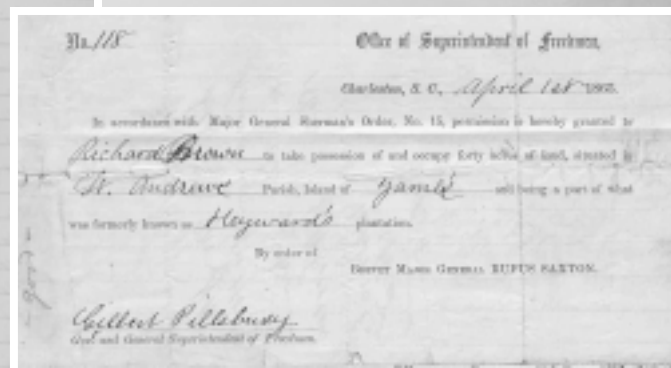 No. 118 Office of Superintendent of Freedmen,
Charleston, S. C., April 1st
In accordance with Major General Sherman's Order, No. 15, permission is hereby granted to
Richard Brown to take possession of and occupy forty acres of land, situated in
St. Andrews Parish, Island of James and being a part of what
was formerly known as Heyward's plantation.
By order of
BREVET MAJOR GENERAL RUFUS SAXTON.
Gilbert Pillsbury
and General Superintendent of Freedmen.